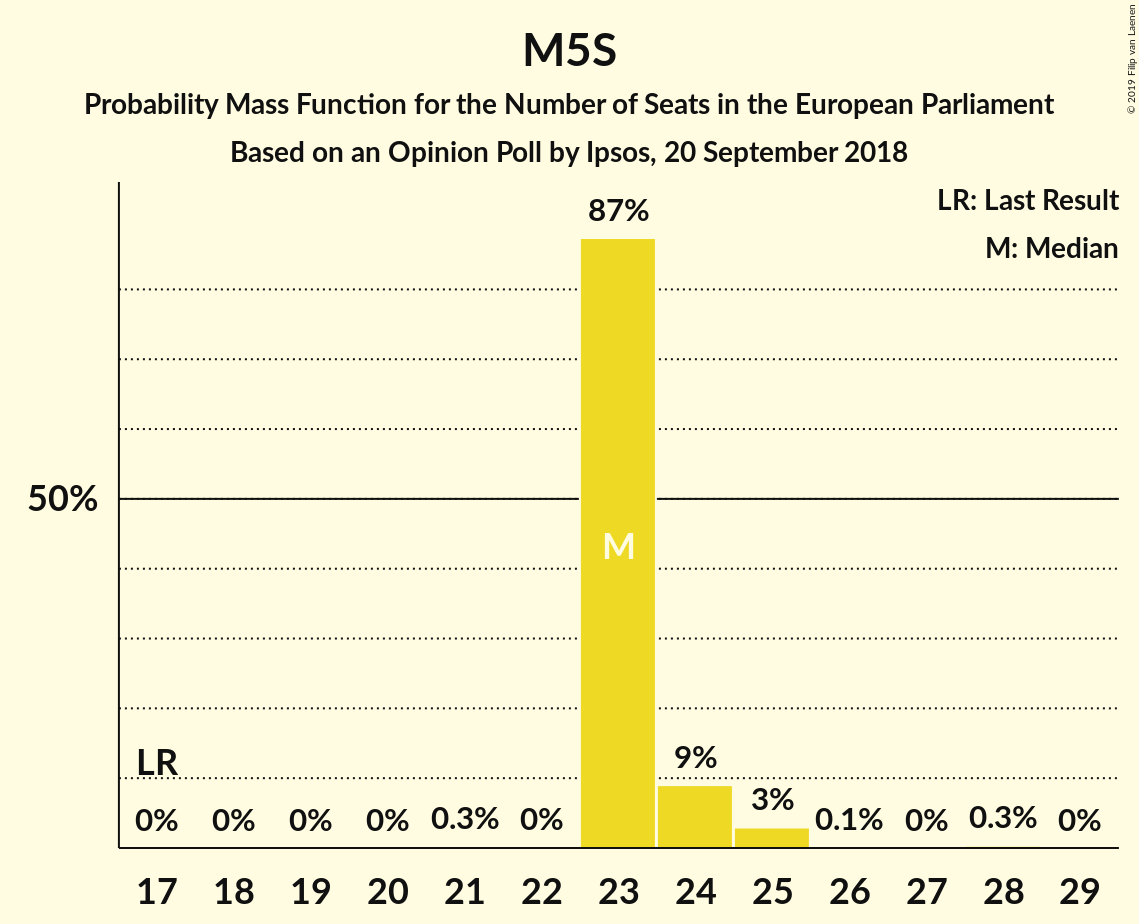 M5S
Probability Mass Function for the Number of Seats in the European Parliament
Based on an Opinion Poll by Ipsos, 20 September 2018
© 2019 Filip van Laenen
LR: Last Result
M: Median
87%
50%
M
LR
9%
3%
0% 0% 0% 0% 0.3% 0% 0.1% 0% 0.3% 0%
17 18 19 20 21 22 23 24 25 26 27 28 29